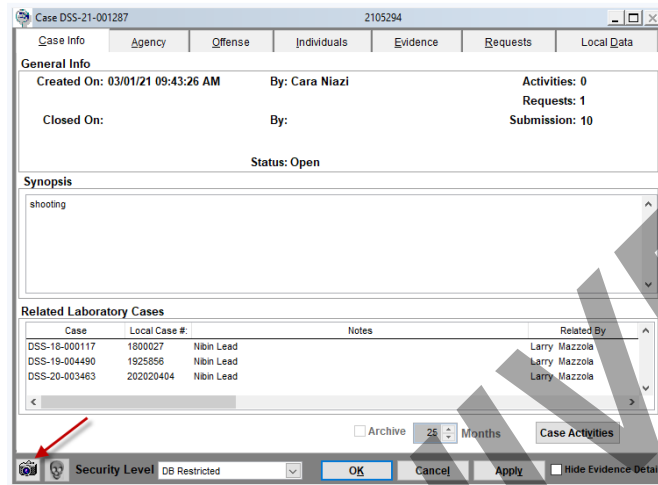 Case DSS-21-001287 2105294
Case Info Agency Offense Individuals Evidence Requests Local Data
General Info
Created On: 03/01/21 09:43:26 AM By: Cara Niazi Activities: 0
Requests: 1
Closed On: By: Submission: 10
Status: Open
Synopsis
shooting
Related Laboratory Cases
Case Local Case #: Notes Related By
DSS-18-000117 1800027 Nibin Lead Larry Mazzola
DSS-19-004490 1925856 Nibin Lead Larry Mazzola
DSS-20-003463 202020404 Nibin Lead Larry Mazzola
Archive 25 Months Case Activities
Security Level DB Restricted OK Cancel Apply Hide Evidence Detai